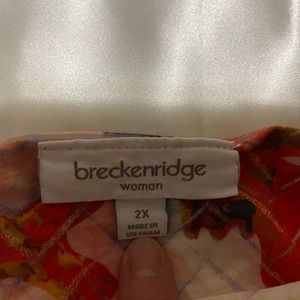 breckenridge
woman
2X
MADE IN
VIETNAM